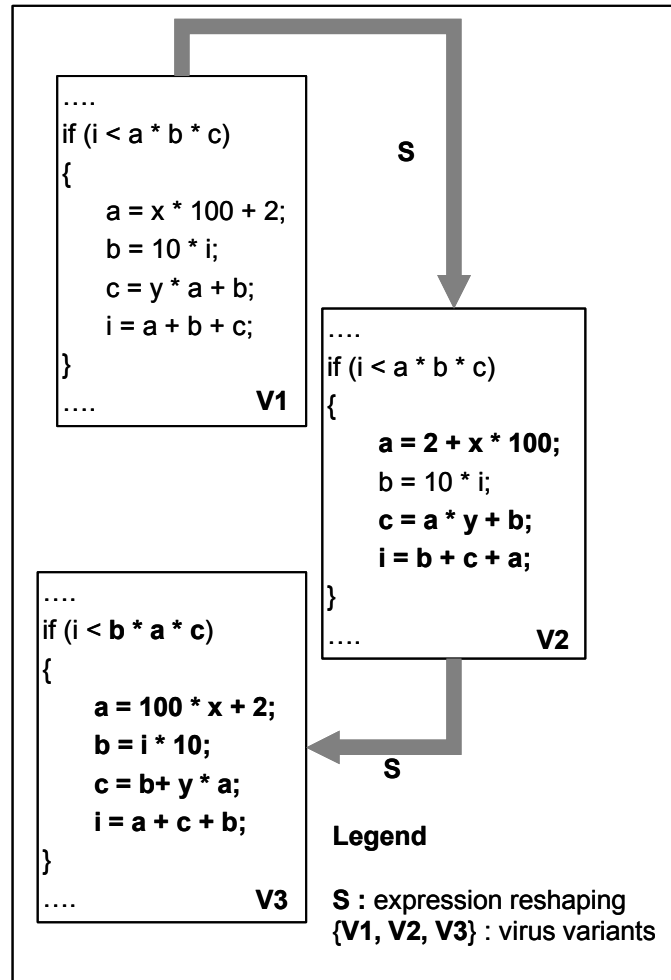 ....
if (i < a * b * c)
{
a = x * 100 + 2;
b = 10 * i;
c = y * a + b;
i = a + b + c;
}
....
V1
S
....
if (i < a * b * c)
{
a = 2 + x * 100;
b = 10 * i;
c = a * y + b;
i = b + c + a;
}
....
V2
S
....
if (i < b * a * c)
{
a = 100 * x + 2;
b = i * 10;
c = b+ y * a;
i = a + c + b;
}
....
V3
Legend
S : expression reshaping
{V1, V2, V3} : virus variants